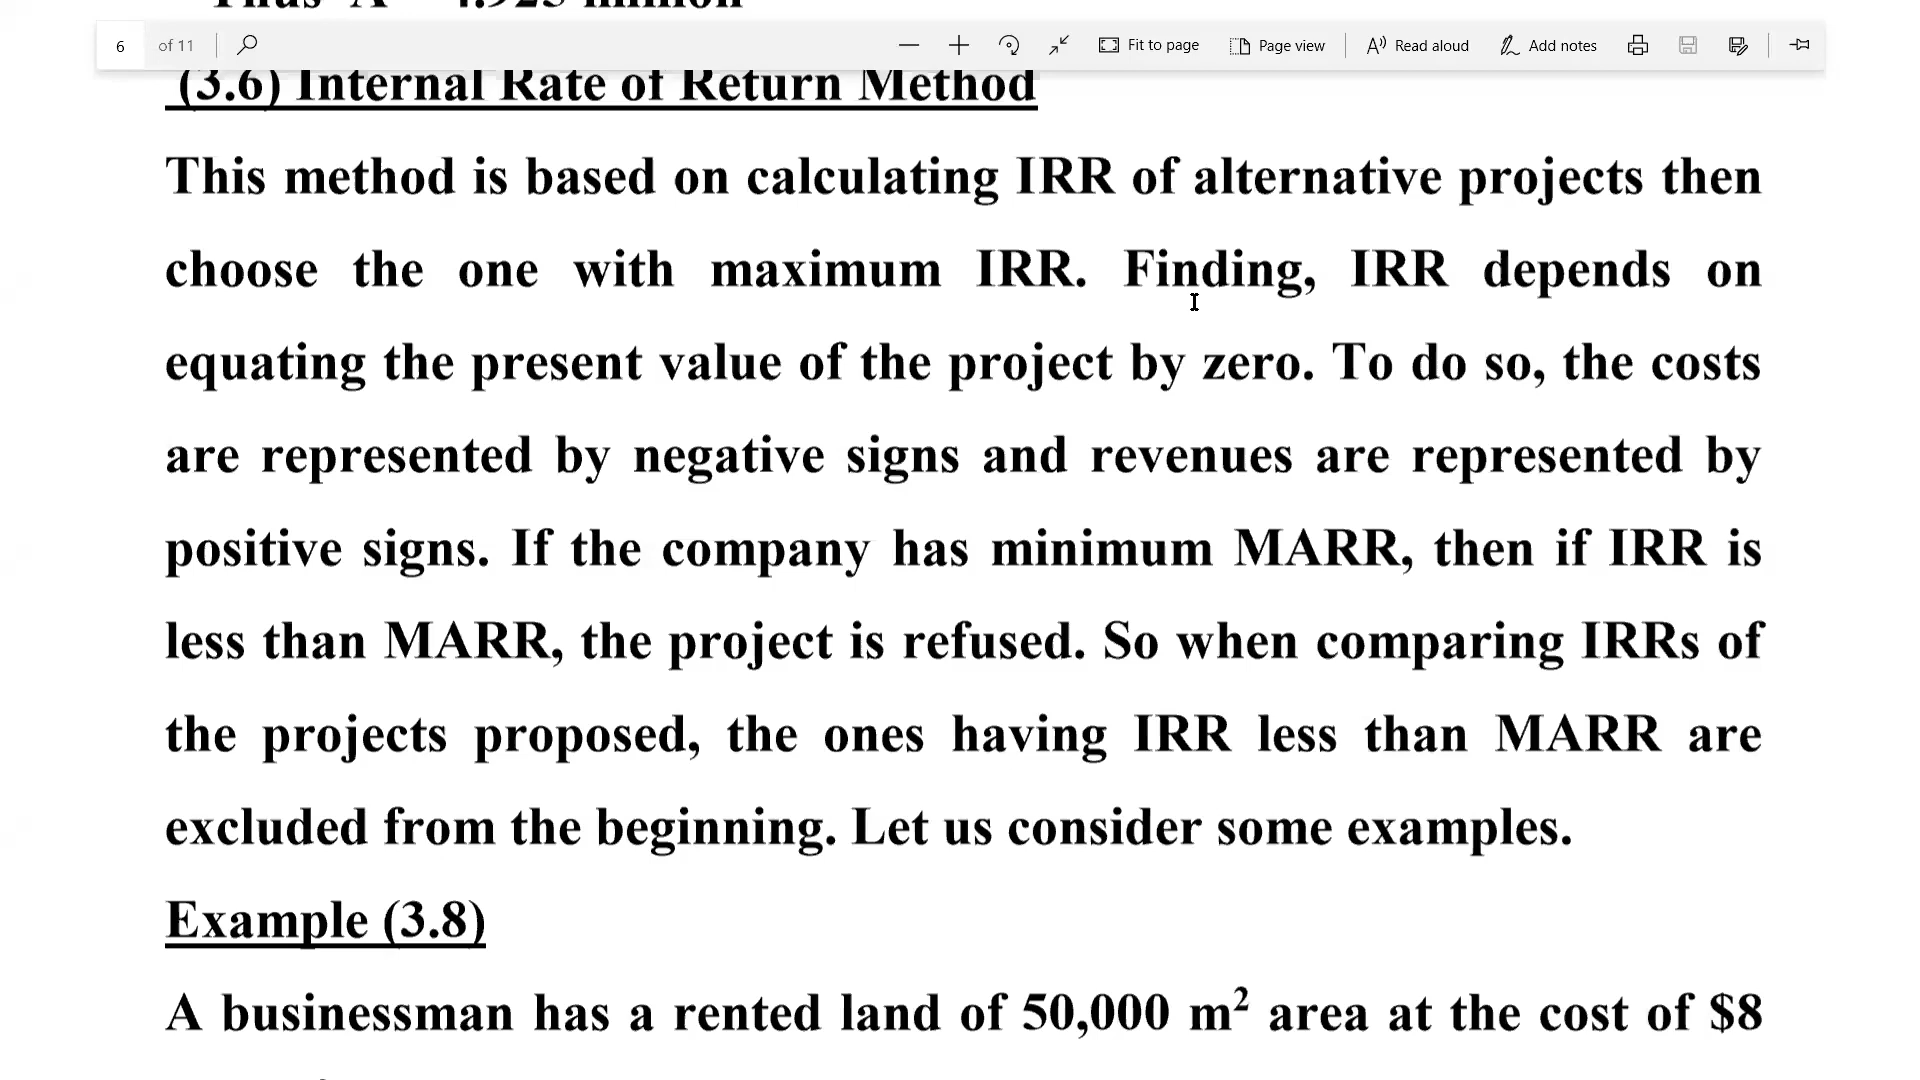 Thus A = 4.925 million
6 of 11 Fit to page Page view Read aloud Add notes
(3.6) Internal Rate of Return Method
This method is based on calculating IRR of alternative projects then
choose the one with maximum IRR. Finding, IRR depends on
equating the present value of the project by zero. To do so, the costs
are represented by negative signs and revenues are represented by
positive signs. If the company has minimum MARR, then if IRR is
less than MARR, the project is refused. So when comparing IRRs of
the projects proposed, the ones having IRR less than MARR are
excluded from the beginning. Let us consider some examples.
Example (3.8)
A businessman has a rented land of 50,000 m² area at the cost of $8